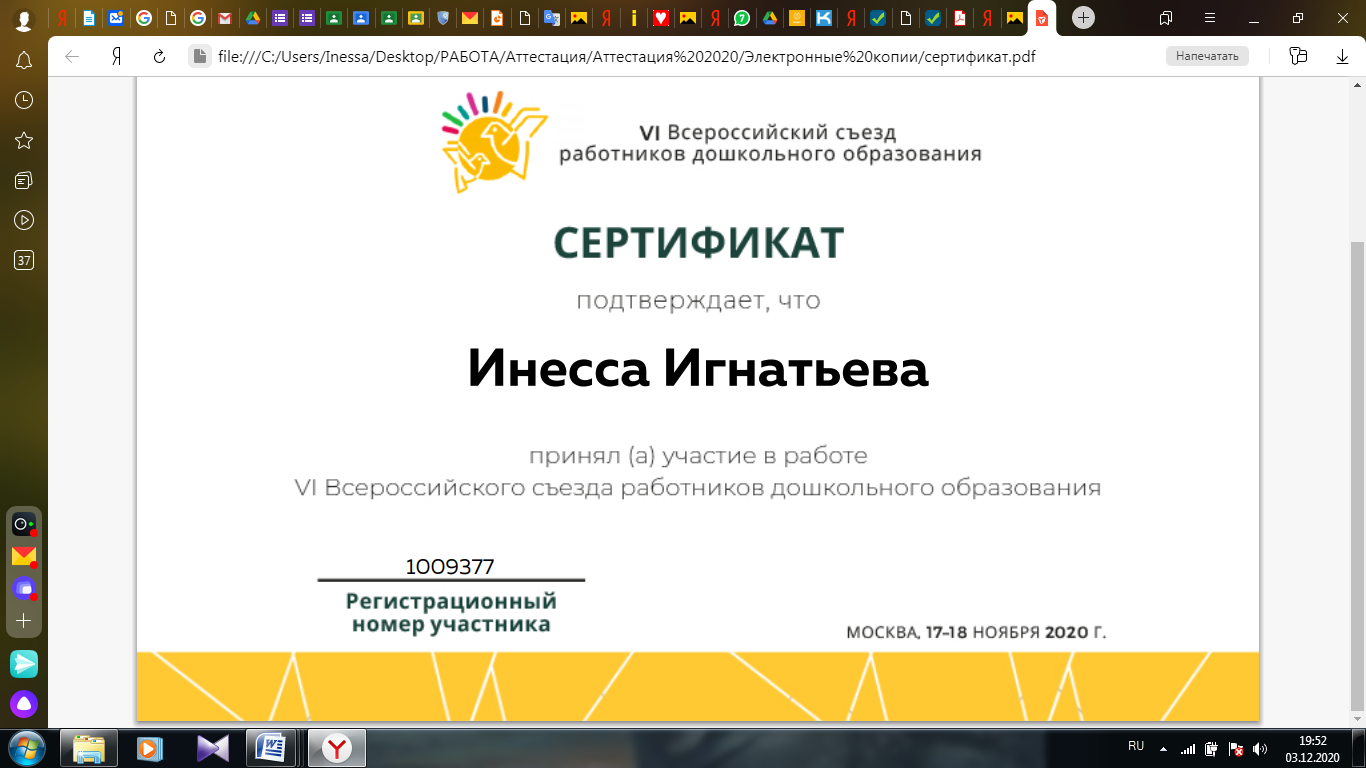 file:///C:/Users/Inessa/Desktop/РАБОТА/Аттестация/Аттестация%202020/Электронные%20копии/сертификат.pdf
Напечатать
37
VI Всероссийский съезд
работников дошкольного образования
СЕРТИФИКАТ
подтверждает, что
Инесса Игнатьева
принял (а) участие в работе
VI Всероссийского съезда работников дошкольного образования
1009377
Регистрационный
номер участника
МОСКВА, 17-18 НОЯБРЯ 2020 Г.
RU
19:52
03.12.2020